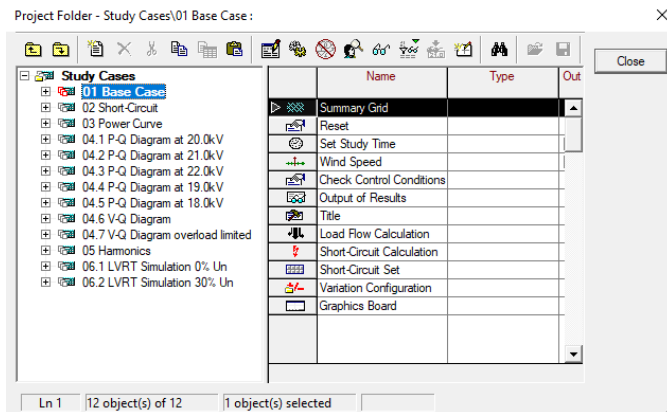 Project Folder - Study Cases\01 Base Case :
Close
Study Cases
01 Base Case
02 Short-Circuit
03 Power Curve
04.1 P-Q Diagram at 20.0kV
04.2 P-Q Diagram at 21.0kV
04.3 P-Q Diagram at 22.0kV
04.4 P-Q Diagram at 19.0kV
04.5 P-Q Diagram at 18.0kV
04.6 V-Q Diagram
04.7 V-Q Diagram overload limited
05 Harmonics
06.1 LVRT Simulation 0% Un
06.2 LVRT Simulation 30% Un
Name Type Out
Summary Grid
Reset
Set Study Time
Wind Speed
Check Control Conditions
Output of Results
Title
Load Flow Calculation
Short-Circuit Calculation
Short-Circuit Set
Variation Configuration
Graphics Board
Ln 1 12 object(s) of 12 1 object(s) selected